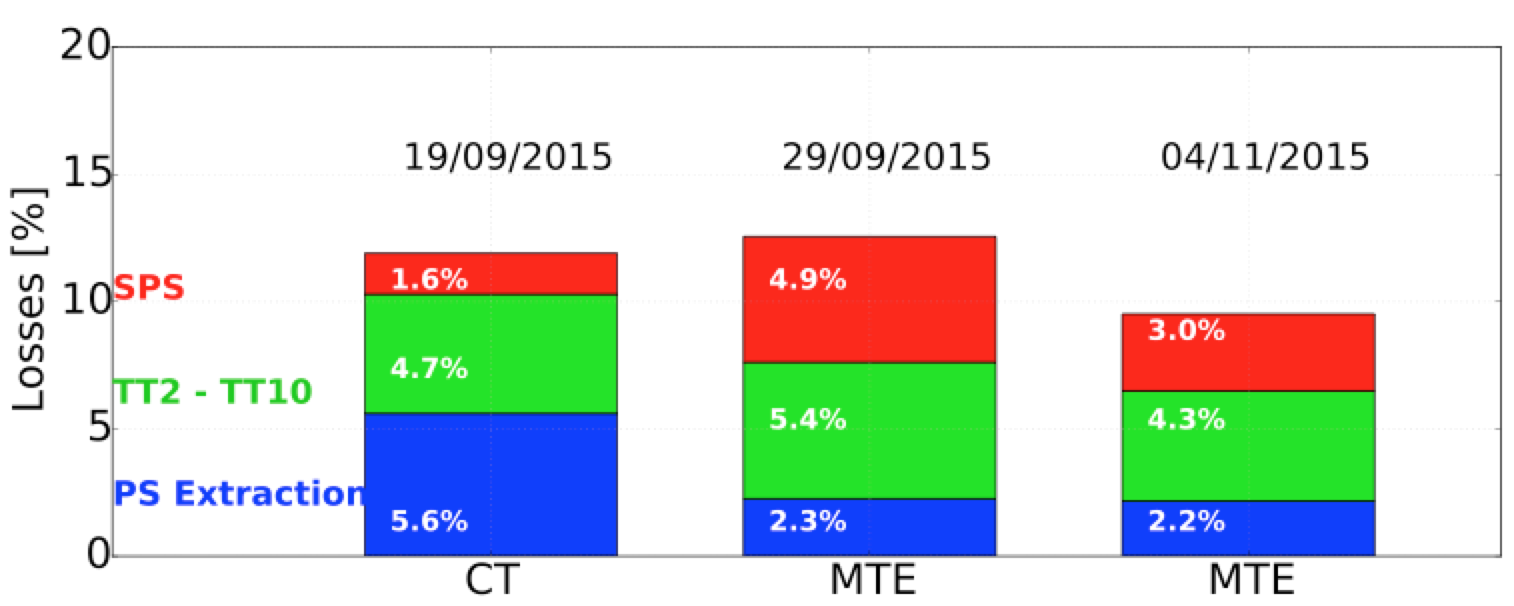 20
15
10
5
0
Losses [%]
19/09/2015
29/09/2015
04/11/2015
SPS
TT2 - TT10
PS Extraction
1.6%
4.7%
5.6%
4.9%
5.4%
2.3%
3.0%
4.3%
2.2%
CT
MTE
MTE